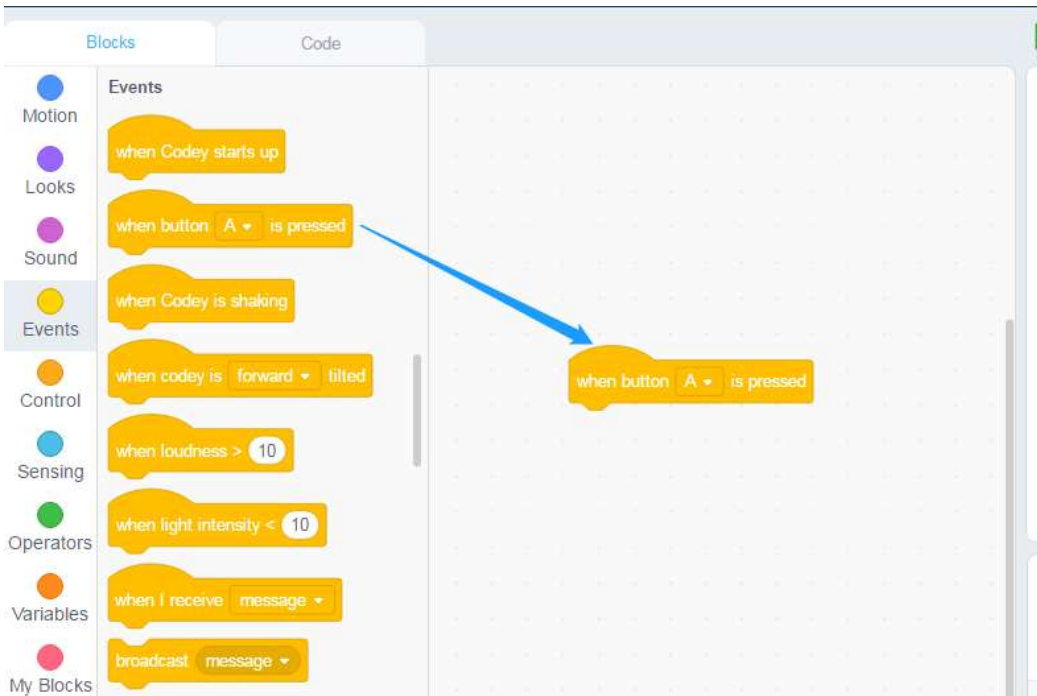 Blocks
Code
Motion
Looks
Sound
Events
Control
Sensing
Operators
Variables
My Blocks
Events
when Codey starts up
when button A is pressed
when Codey is shaking
when codey is forward tilted
when loudness > 10
when light intensity < 10
when I receive message
broadcast message
when button A is pressed